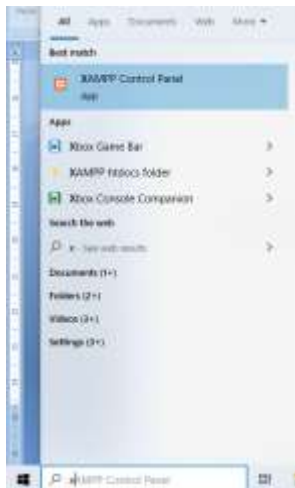 All Apps Documents Web More
Best match
XAMPP Control Panel
App
Apps
Xbox Game Bar
XAMPP htdocs folder
Xbox Console Companion
Search the web
x - See web results
Documents (1+)
Folders (2+)
Videos (3+)
Settings (3+)
xAMPP Control Panel